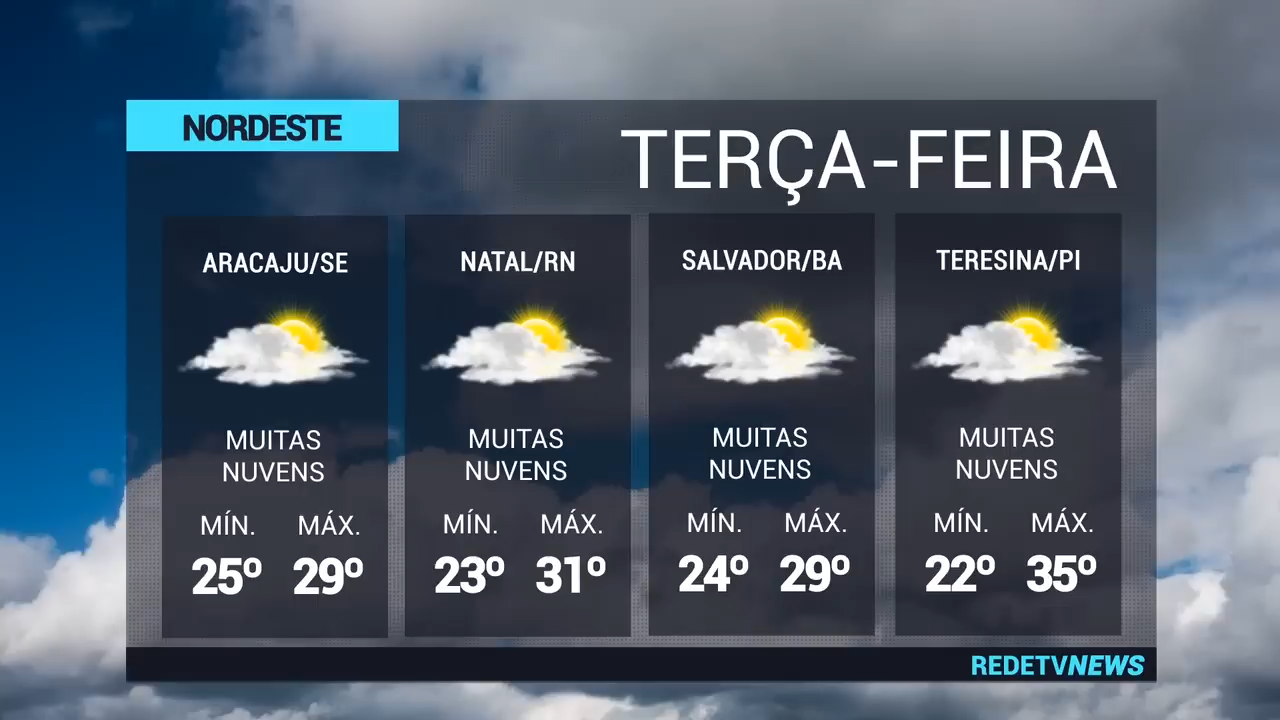 NORDESTE
TERÇA-FEIRA
ARACAJU/SE
MUITAS
NUVENS
MÍN. MÁX.
25º 29º
NATAL/RN
MUITAS
NUVENS
MÍN. MÁX.
23º 31º
SALVADOR/BA
MUITAS
NUVENS
MÍN. MÁX.
24º 29º
TERESINA/PI
MUITAS
NUVENS
MÍN. MÁX.
22º 35º
REDETVNEWS